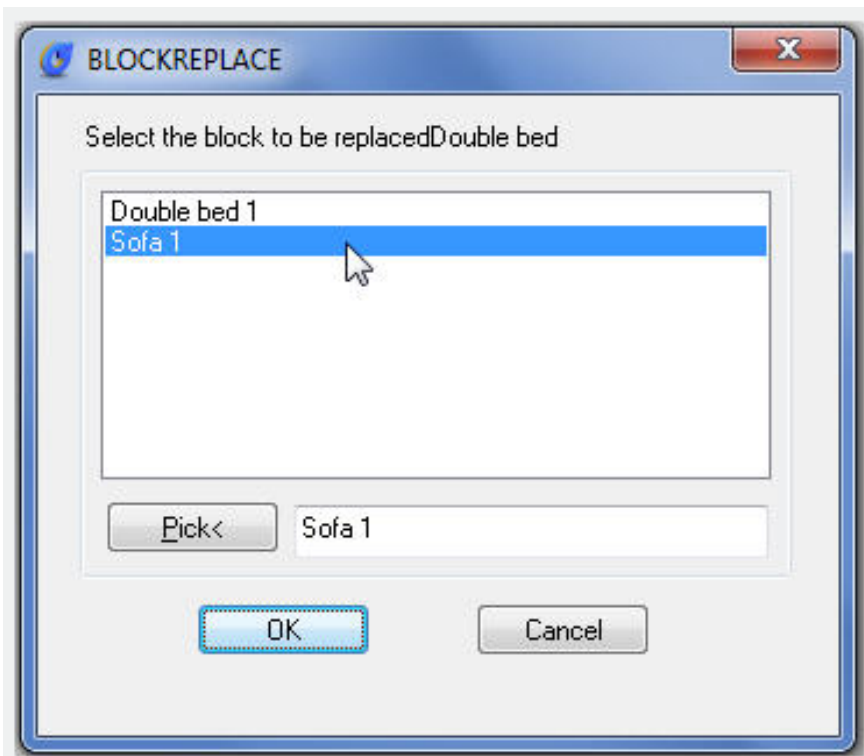 BLOCKREPLACE
Select the block to be replacedDouble bed
Double bed 1
Sofa 1
Pick< Sofa 1
OK Cancel